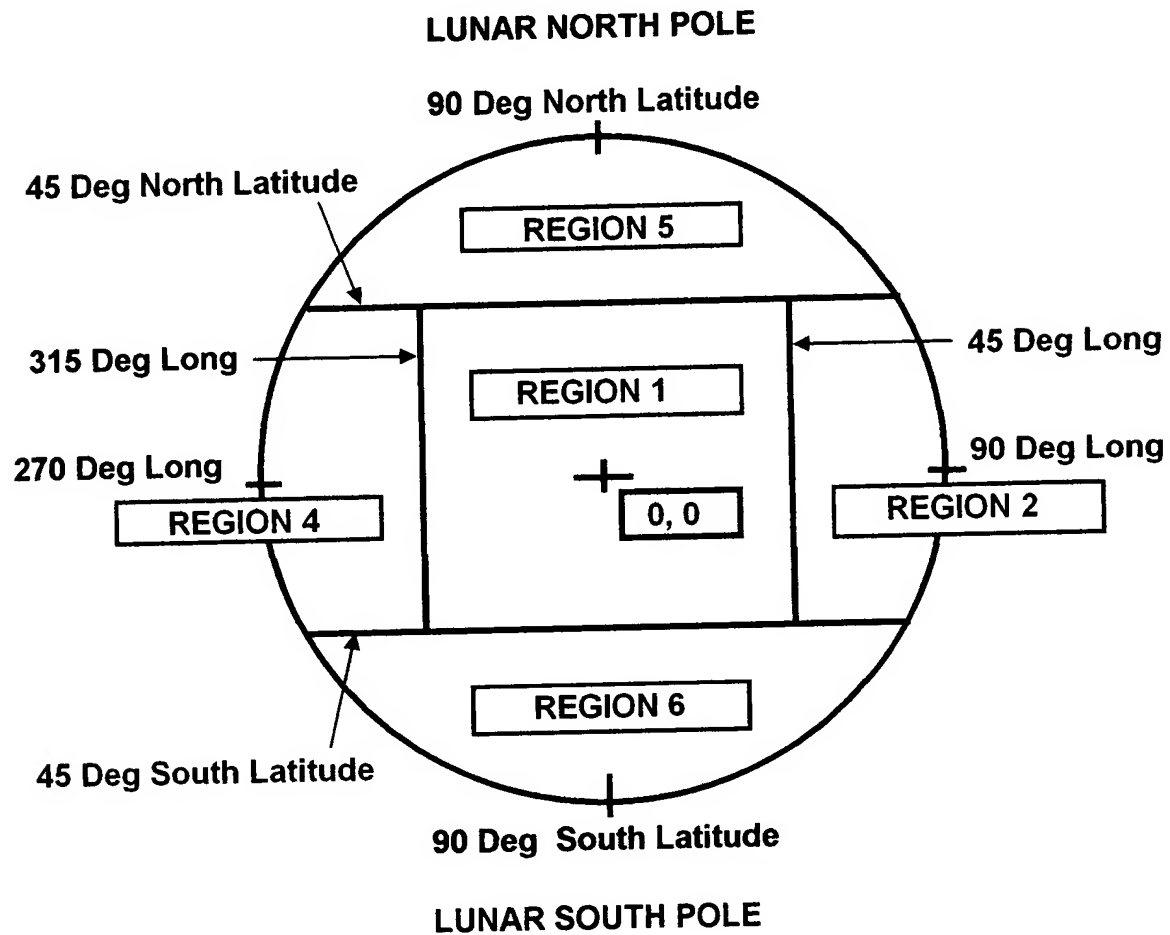 LUNAR NORTH POLE
90 Deg North Latitude
45 Deg North Latitude
REGION 5
315 Deg Long
45 Deg Long
REGION 1
270 Deg Long
90 Deg Long
REGION 4
0, 0
REGION 2
REGION 6
45 Deg South Latitude
90 Deg South Latitude
LUNAR SOUTH POLE